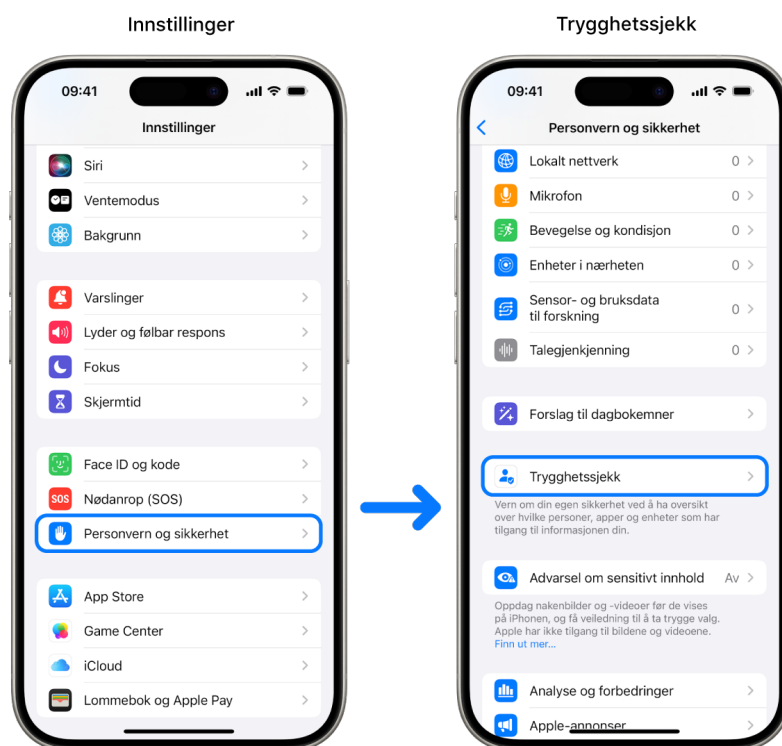 Innstillinger
09:41
Innstillinger
Siri
Ventemodus
Bakgrunn
Varslinger
Lyder og følbar respons
Fokus
Skjermtid
Face ID og kode
SOS Nødanrop (SOS)
Personvern og sikkerhet
App Store
Game Center
iCloud
Lommebok og Apple Pay
Trygghetssjekk
09:41
Personvern og sikkerhet
Lokalt nettverk 0
Mikrofon 0
Bevegelse og kondisjon 0
Enheter i nærheten 0
Sensor- og bruksdata
til forskning 0
Talegjenkjenning 0
Forslag til dagbokemner
Trygghetssjekk
Vern om din egen sikkerhet ved å ha oversikt
over hvilke personer, apper og enheter som har
tilgang til informasjonen din.
Advarsel om sensitivt innhold Av
Oppdag nakenbilder og -videoer før de vises
på iPhonen, og få veiledning til å ta trygge valg.
Apple har ikke tilgang til bildene og videoene.
Finn ut mer...
Analyse og forbedringer
Apple-annonser